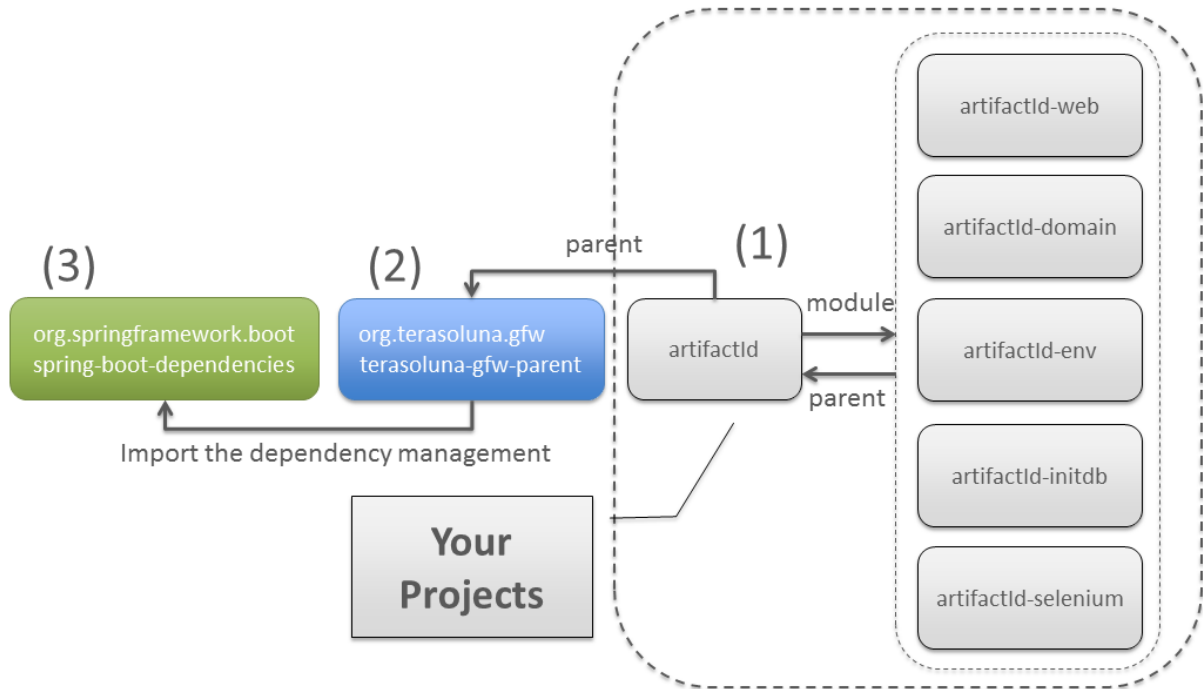 (3)
org.springframework.boot
spring-boot-dependencies
(2)
org.terasoluna.gfw
terasoluna-gfw-parent
Import the dependency management
parent
(1)
artifactId
module
parent
Your
Projects
artifactId-web
artifactId-domain
artifactId-env
artifactId-initdb
artifactId-selenium